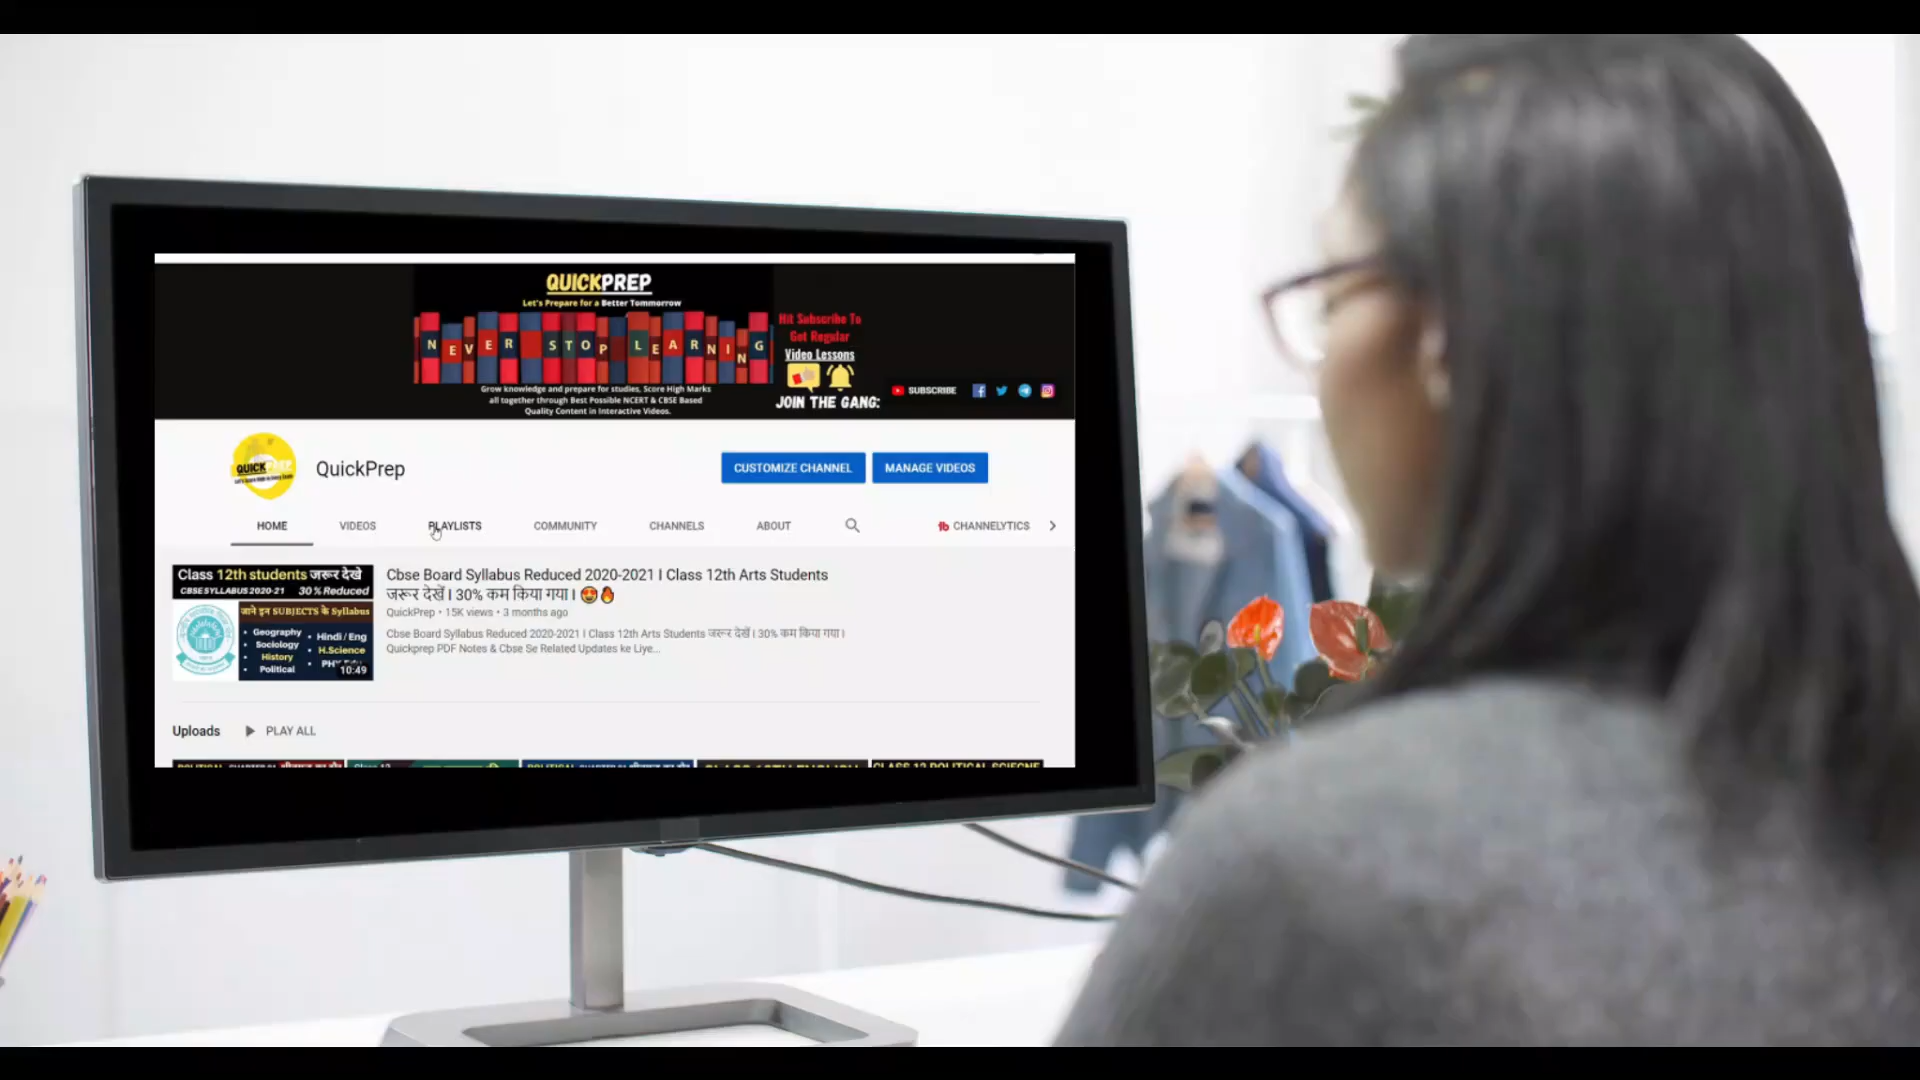 QUICKPREP
Let's Prepare for a Better Tommorrow
NEVER STOP LEARNING
Grow knowledge and prepare for studies, Score High Marks
all together through Best Possible NCERT & CBSE Based
Quality Content in Interactive Videos.
Hit Subscribe To
Got Regular
Video Lessons
JOIN THE GANG:
SUBSCRIBE
QUICKPREP
QuickPrep
CUSTOMIZE CHANNEL
MANAGE VIDEOS
HOME VIDEOS PLAYLISTS COMMUNITY CHANNELS ABOUT CHANNELYTICS
Class 12th students जरूर देखे
CBSE SYLLABUS 2020-21 30% Reduced
जाने इन SUBJECTS के Syllabus
• Geography • Hindi / Eng
• Sociology • H.Science
• History
• Political
10:49
Cbse Board Syllabus Reduced 2020-2021 I Class 12th Arts Students
जरूर देखें I 30% कम किया गया I 😍🔥
QuickPrep • 15K views • 3 months ago
Cbse Board Syllabus Reduced 2020-2021 I Class 12th Arts Students जरूर देखें I 30% कम किया गया I
Quickprep PDF Notes & Cbse Se Related Updates ke Liye...
Uploads PLAY ALL